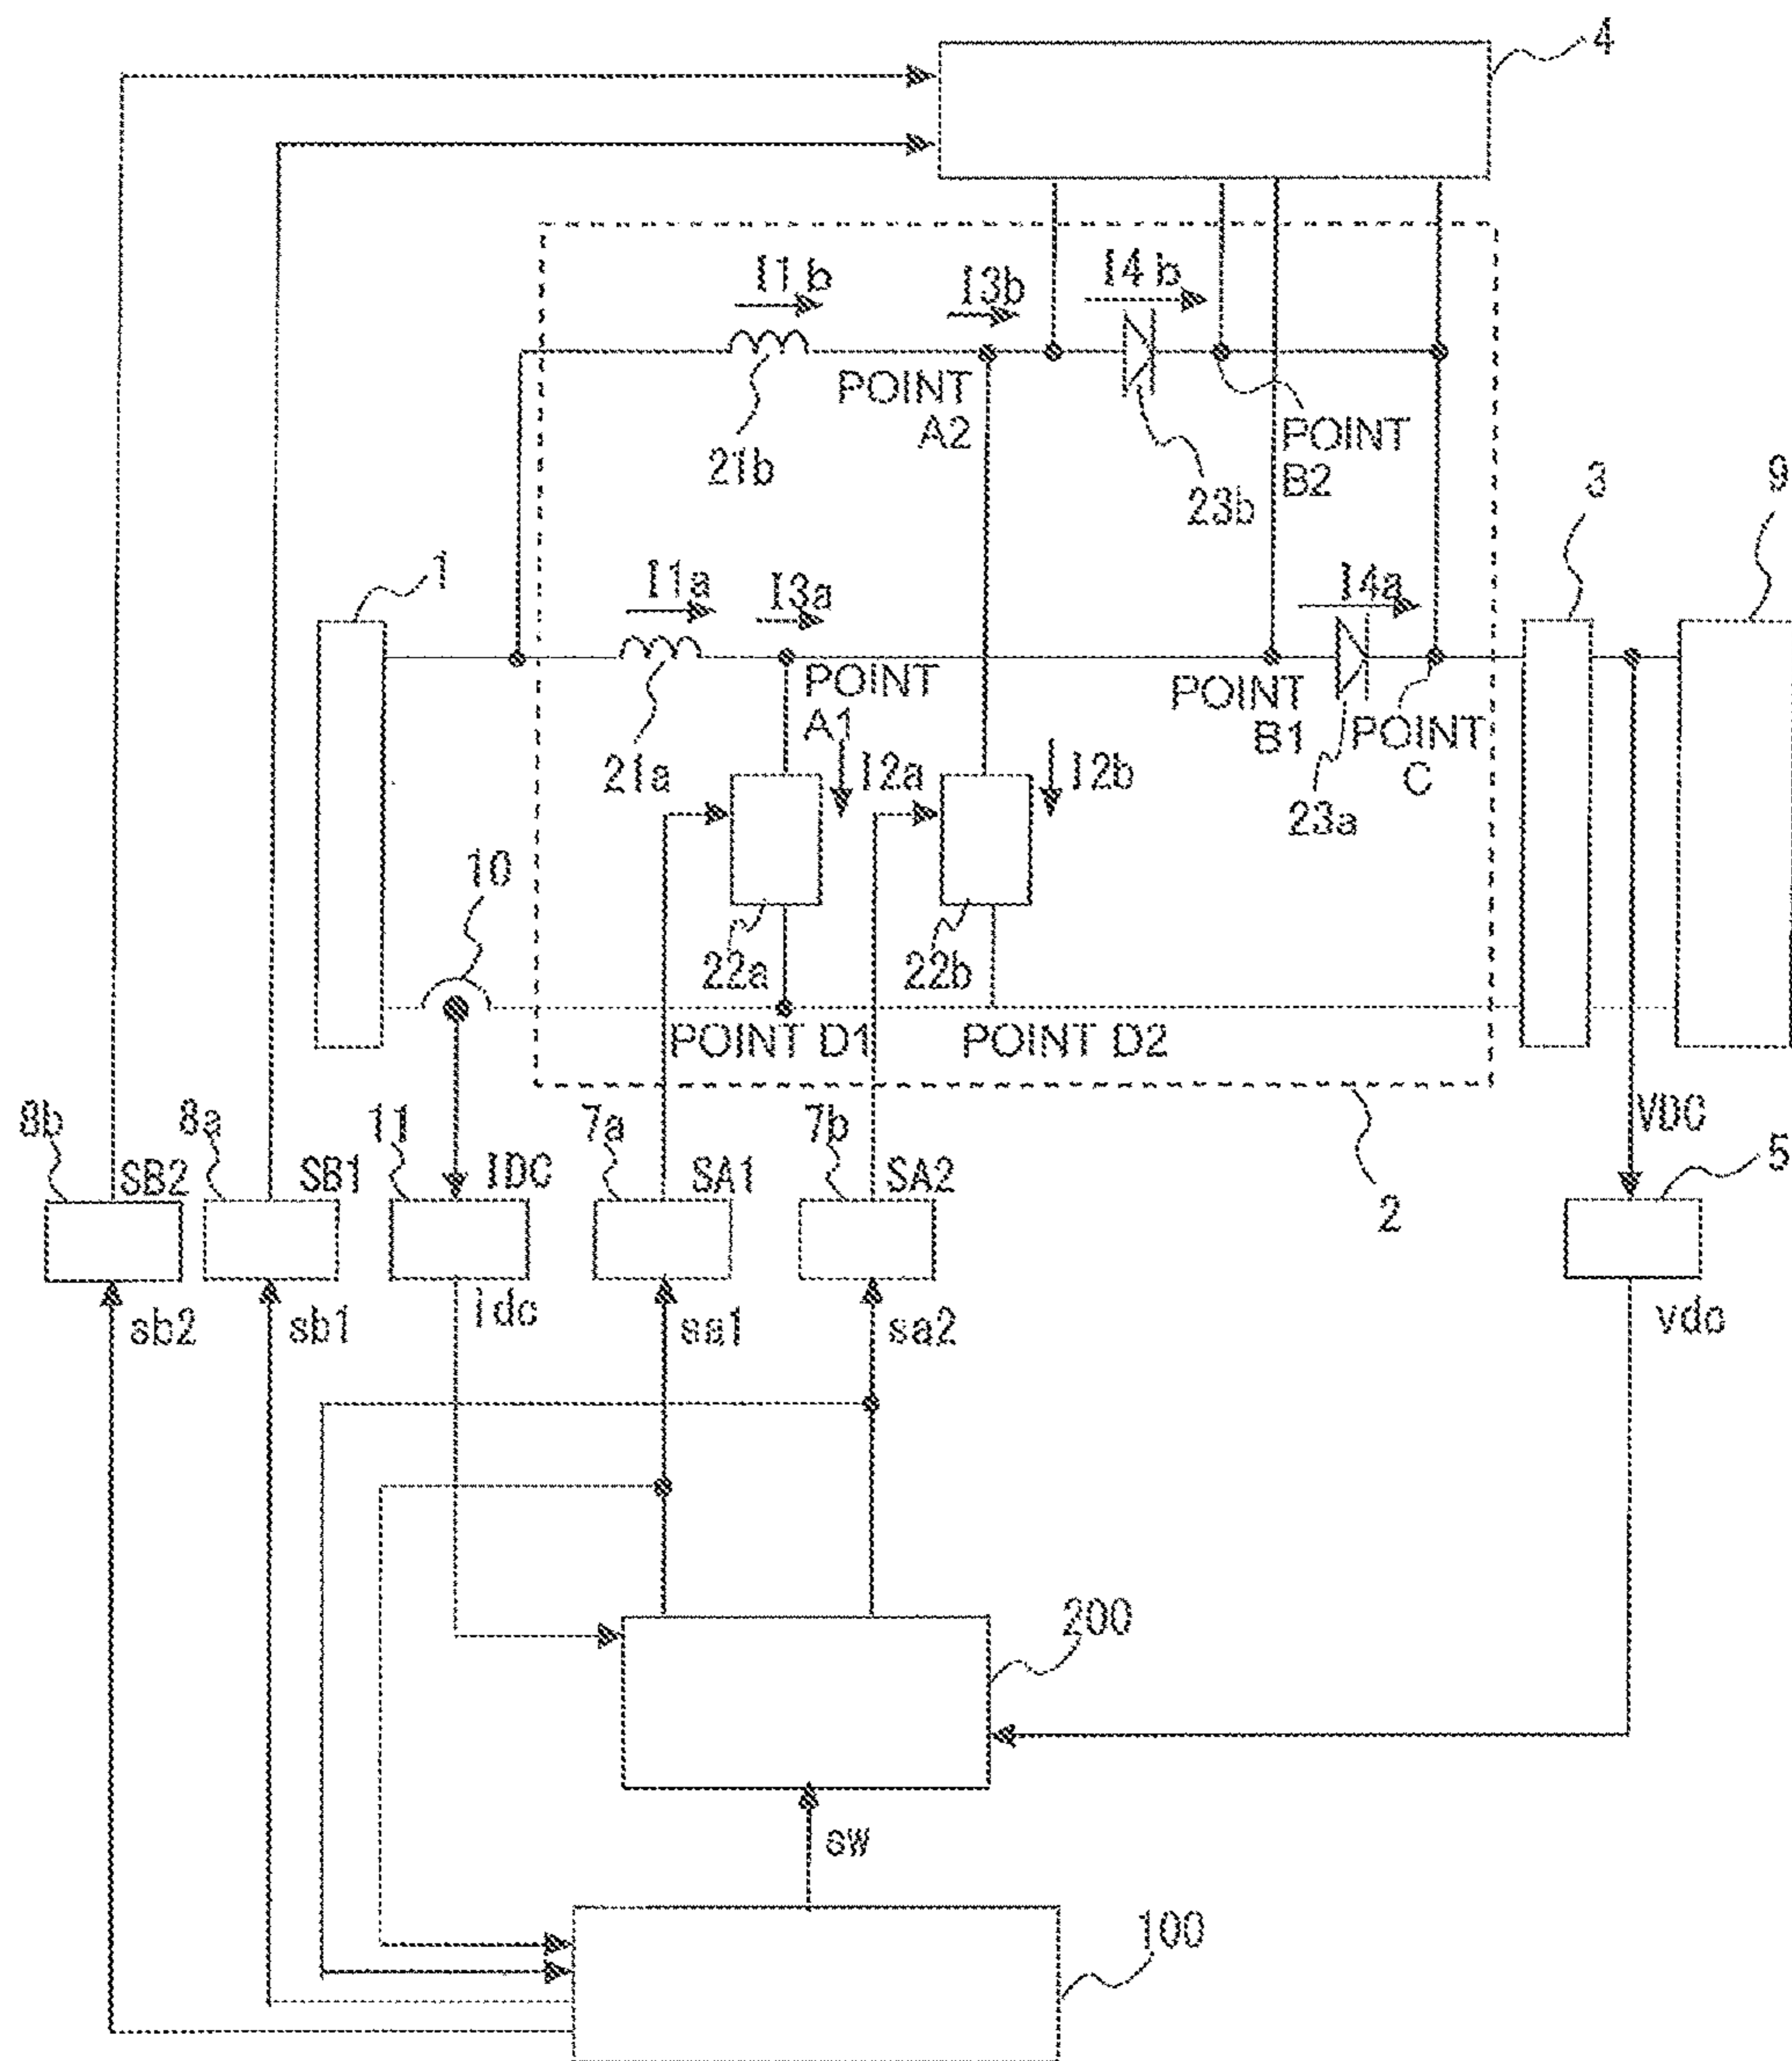 4
I1b
I3b
I4b
POINT
A2
21b
POINT
B2
23b
3
9
1
I1a
I3a
I4a
POINT
A1
POINT
B1
POINT
C
21a
I2a
I2b
23a
10
22a
22b
POINT D1
POINT D2
8b
8a
11
7a
7b
VDC
5
SB2
SB1
IDC
SA1
SA2
2
sb2
sb1
idc
sa1
sa2
vdc
200
sw
100